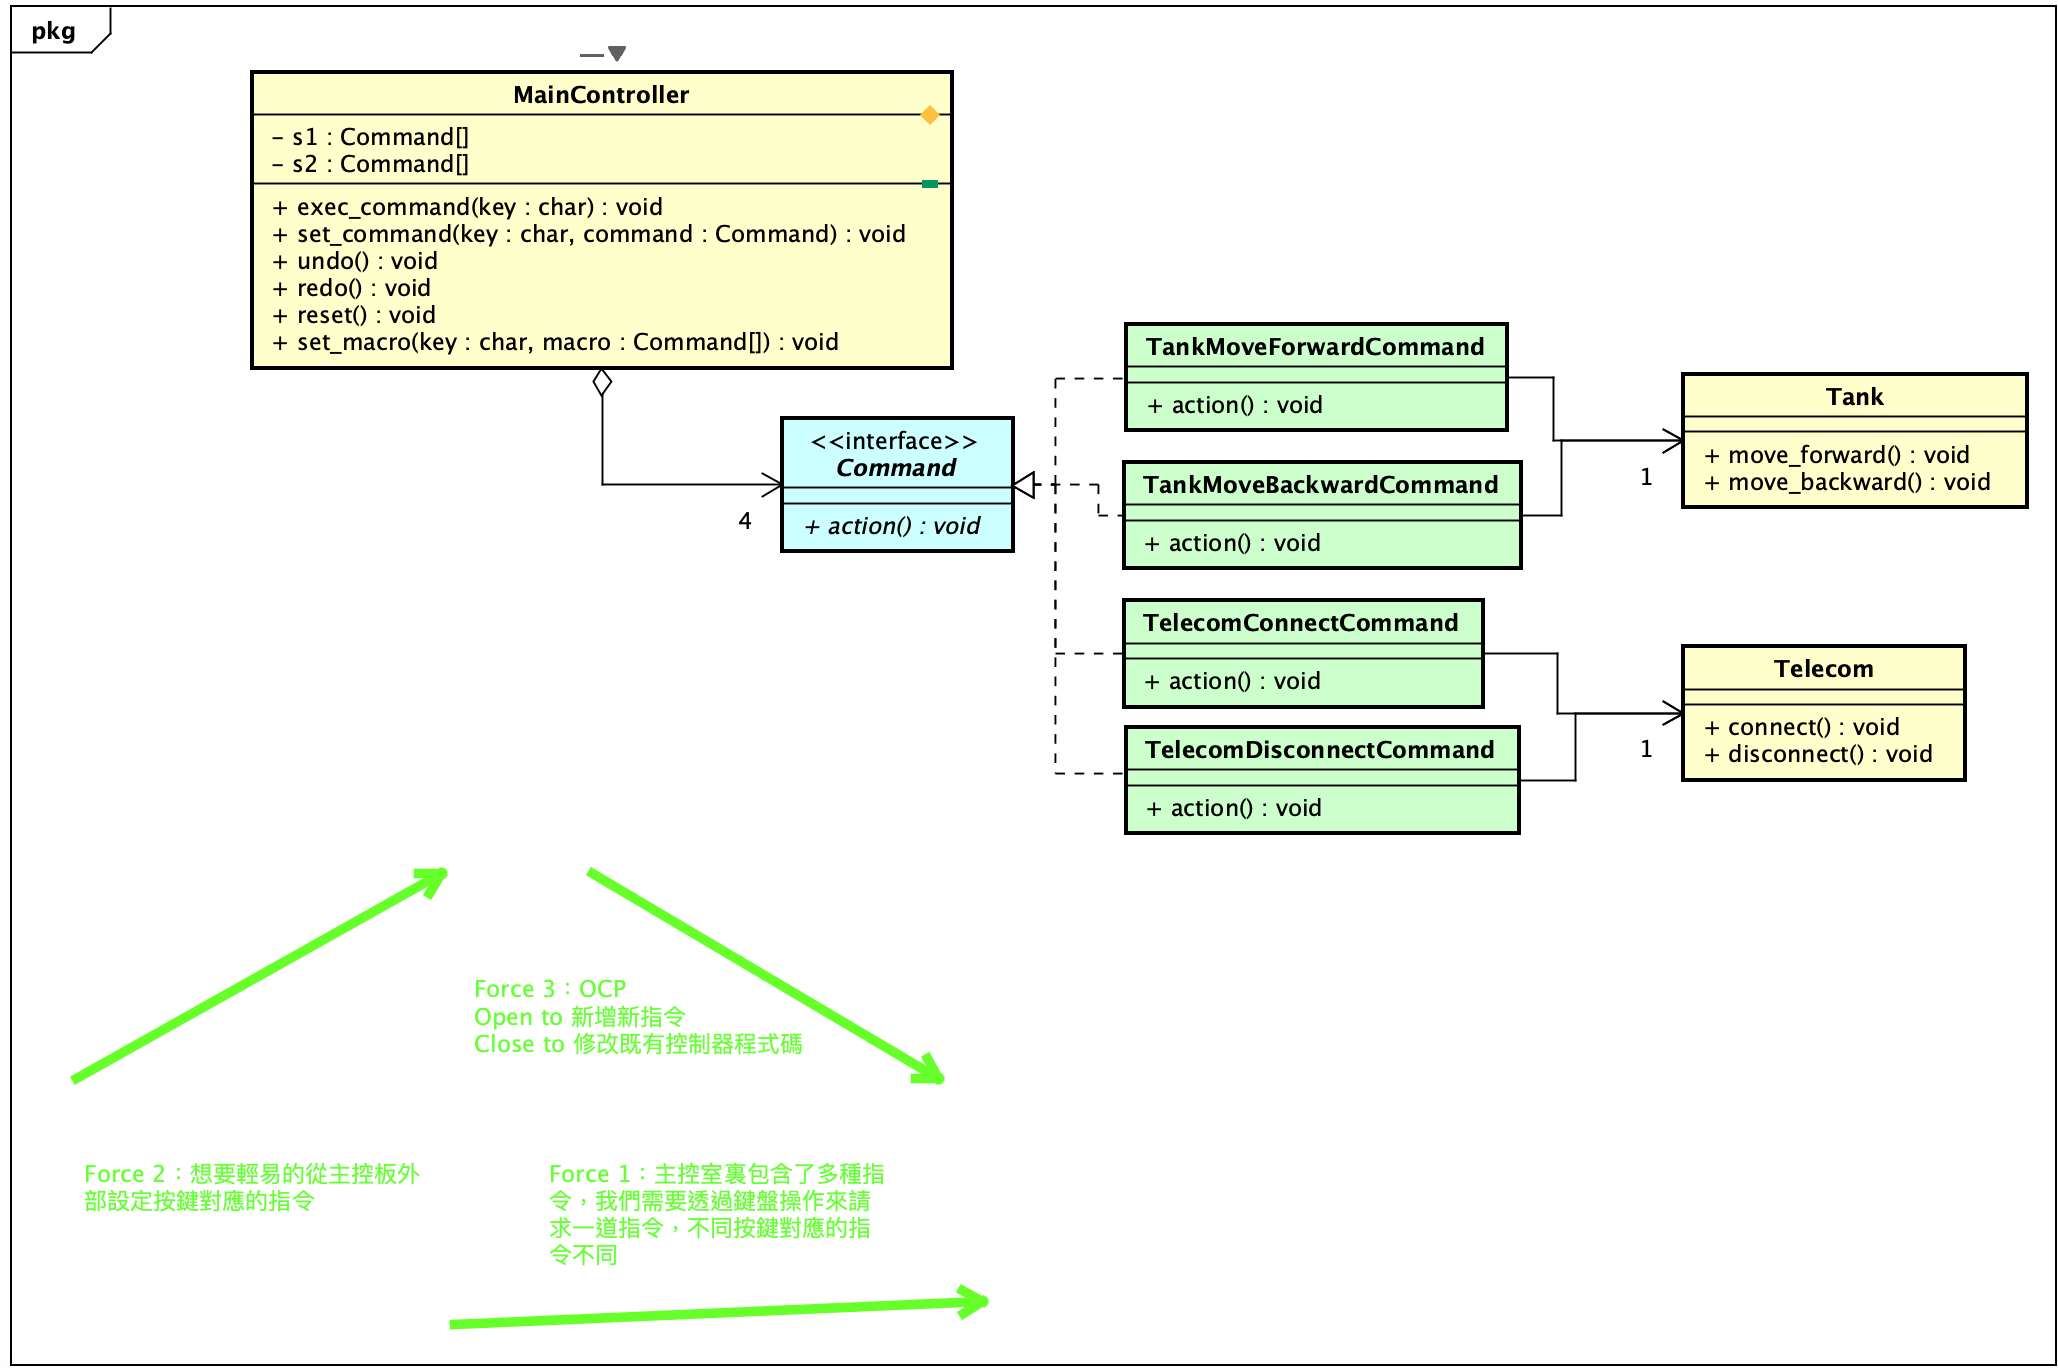 pkg
MainController
- s1 : Command[]
- s2 : Command[]
+ exec_command(key : char) : void
+ set_command(key : char, command : Command) : void
+ undo() : void
+ redo() : void
+ reset() : void
+ set_macro(key : char, macro : Command[]) : void
<<interface>>
Command
+ action() : void
4
TankMoveForwardCommand
+ action() : void
TankMoveBackwardCommand
+ action() : void
TelecomConnectCommand
+ action() : void
TelecomDisconnectCommand
+ action() : void
Tank
+ move_forward() : void
+ move_backward() : void
1
Telecom
+ connect() : void
+ disconnect() : void
1
Force 3：OCP
Open to 新增新指令
Close to 修改既有控制器程式碼
Force 2：想要輕易的從主控板外
部設定按鍵對應的指令
Force 1：主控室裏包含了多種指
令，我們需要透過鍵盤操作來請
求一道指令，不同按鍵對應的指
令不同